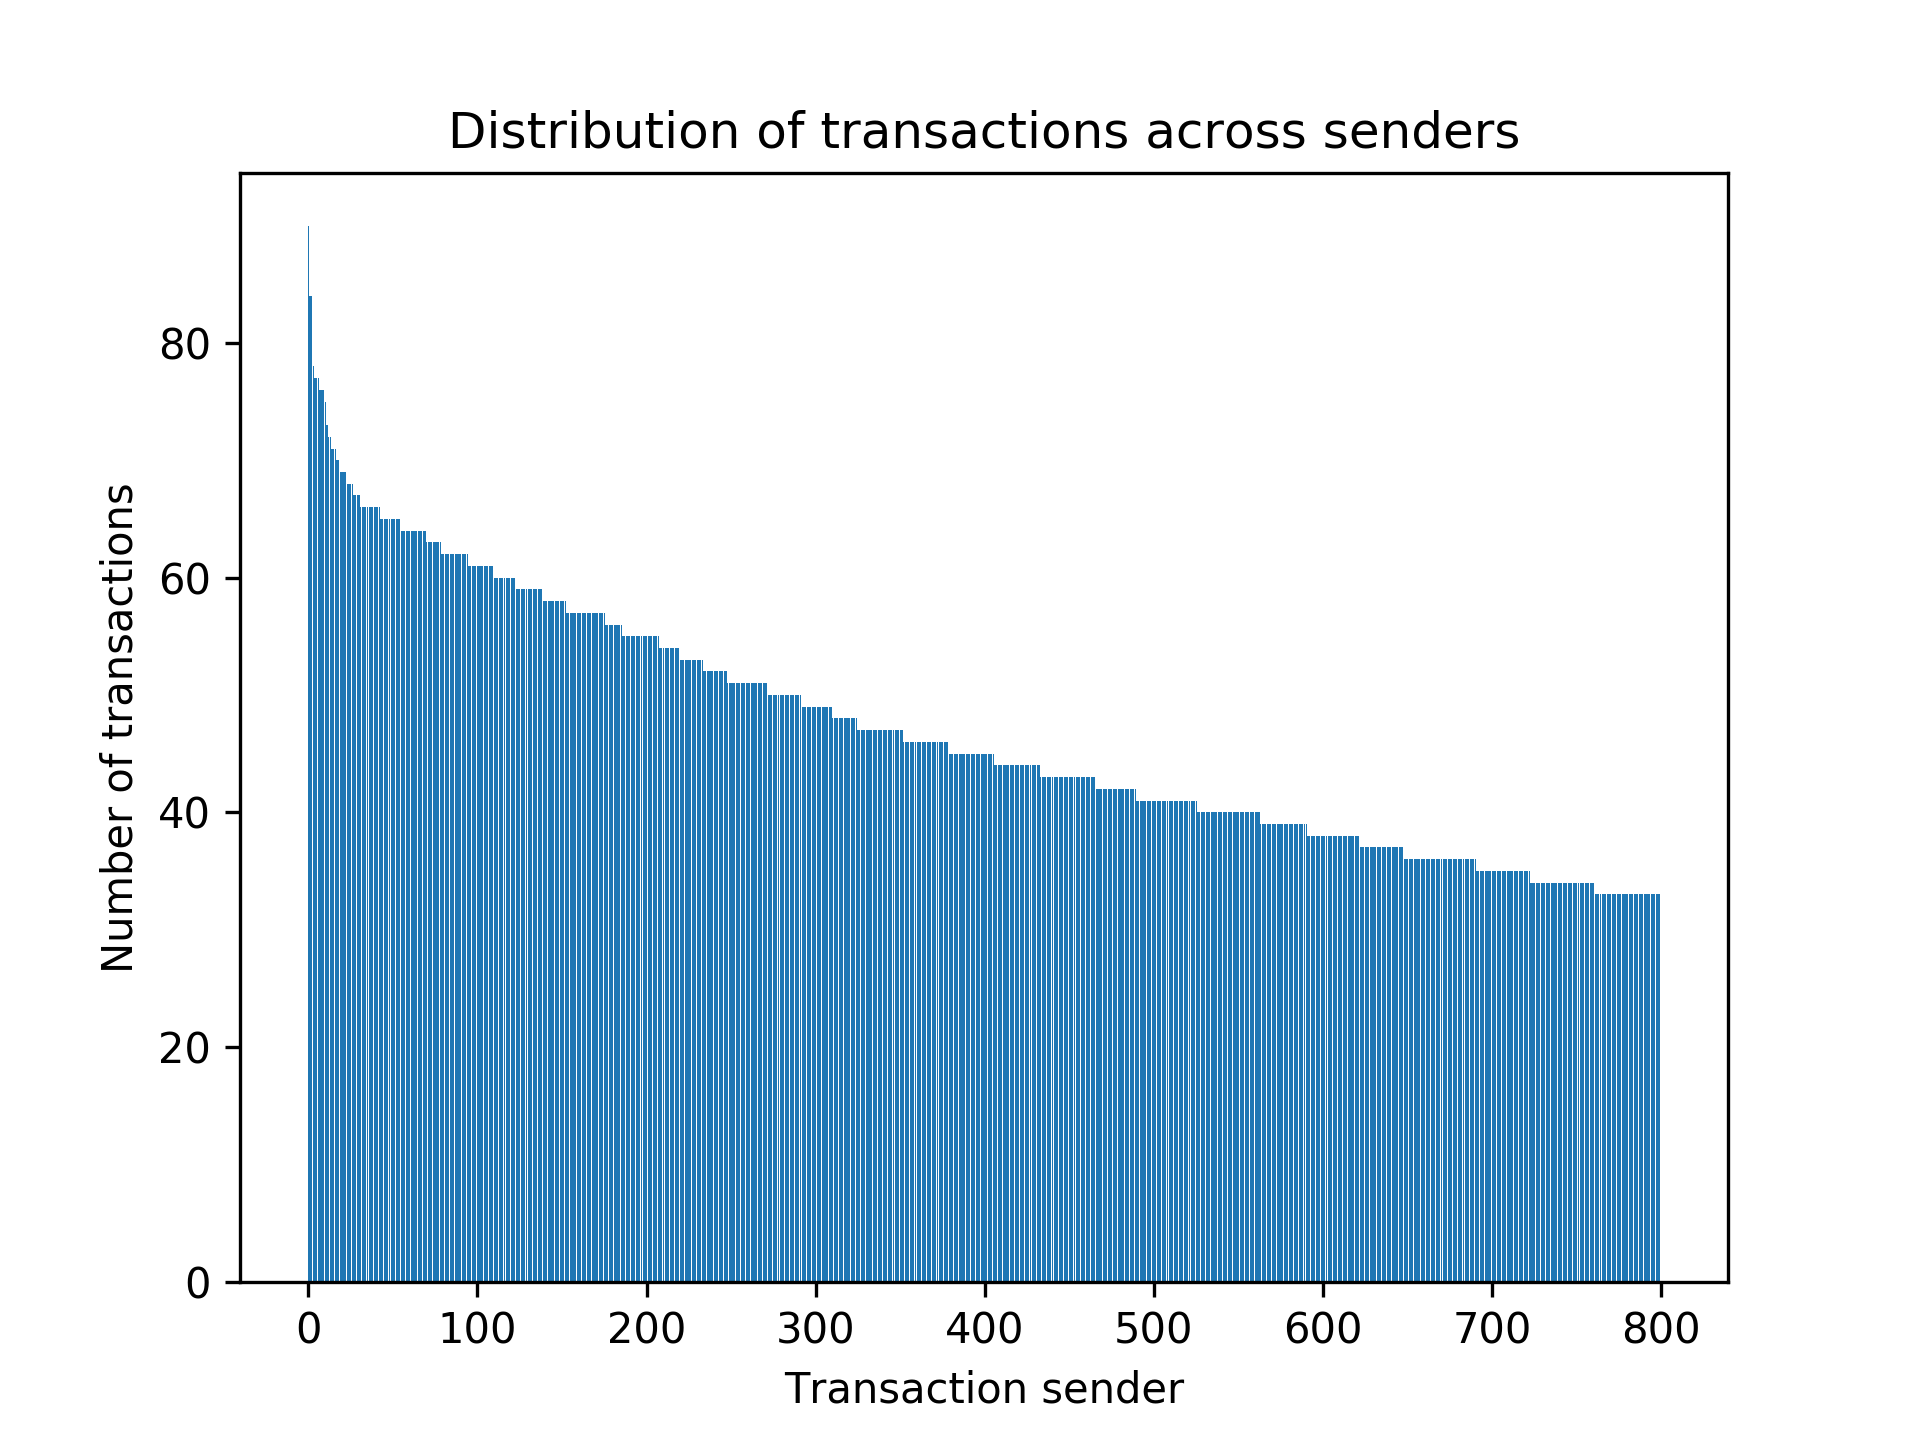 Distribution of transactions across senders
80
60
40
20
0
Number of transactions
0 100 200 300 400 500 600 700 800
Transaction sender